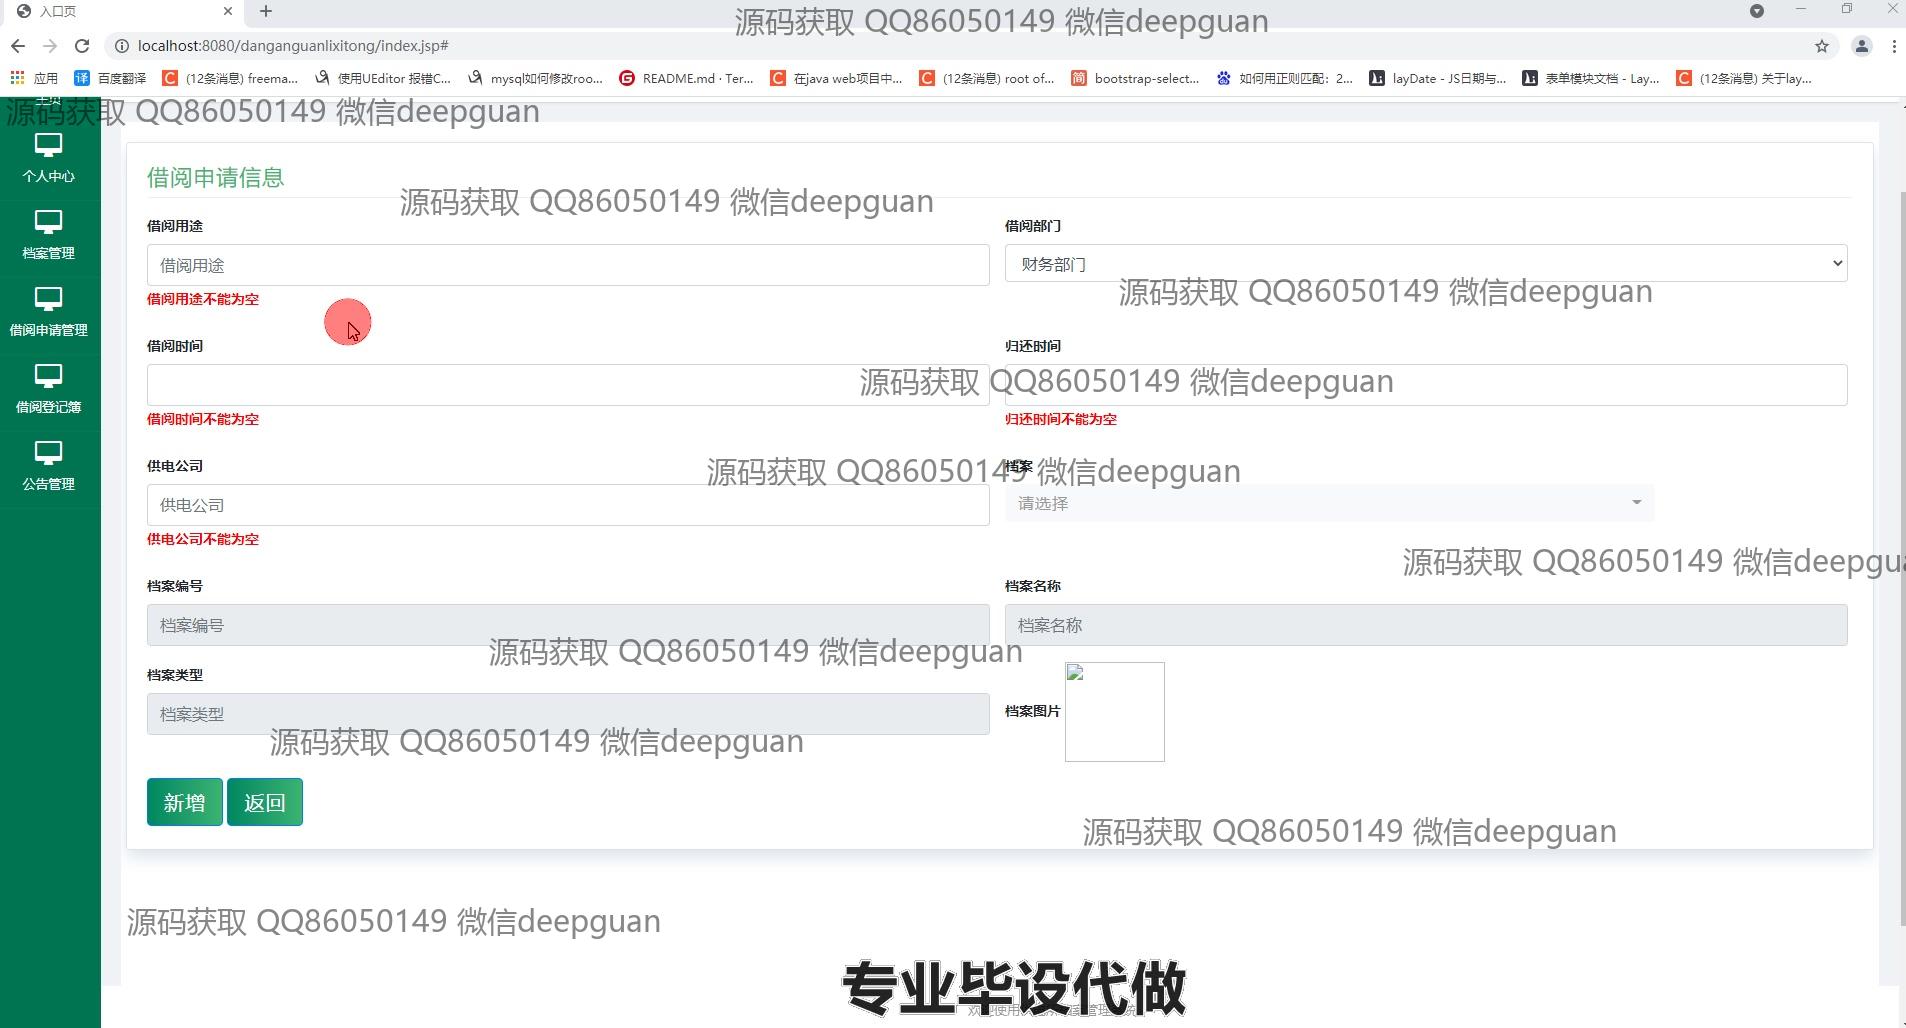 入口页
源码获取 QQ86050149 微信deepguan
localhost:8080/danganguanlixitong/index.jsp#
应用 百度翻译 (12条消息) freema... 使用UEditor 报错C... mysql如何修改roo... README.md · Ter... 在java web项目中... (12条消息) root of... bootstrap-select... 如何用正则匹配：2... layDate - JS日期与... 表单模块文档 - Lay... (12条消息) 关于lay...
主页
源码获取 QQ86050149 微信deepguan
个人中心
档案管理
借阅申请管理
借阅登记簿
公告管理
借阅申请信息
源码获取 QQ86050149 微信deepguan
借阅用途 借阅部门
借阅用途 财务部门
源码获取 QQ86050149 微信deepguan
借阅用途不能为空
借阅时间 归还时间
源码获取 QQ86050149 微信deepguan
借阅时间不能为空 归还时间不能为空
供电公司 档案
源码获取 QQ86050149 微信deepguan
供电公司 请选择
供电公司不能为空
源码获取 QQ86050149 微信deepgua
档案编号 档案名称
档案编号 档案名称
源码获取 QQ86050149 微信deepguan
档案类型
档案类型 档案图片
源码获取 QQ86050149 微信deepguan
新增 返回
源码获取 QQ86050149 微信deepguan
源码获取 QQ86050149 微信deepguan
专业毕设代做